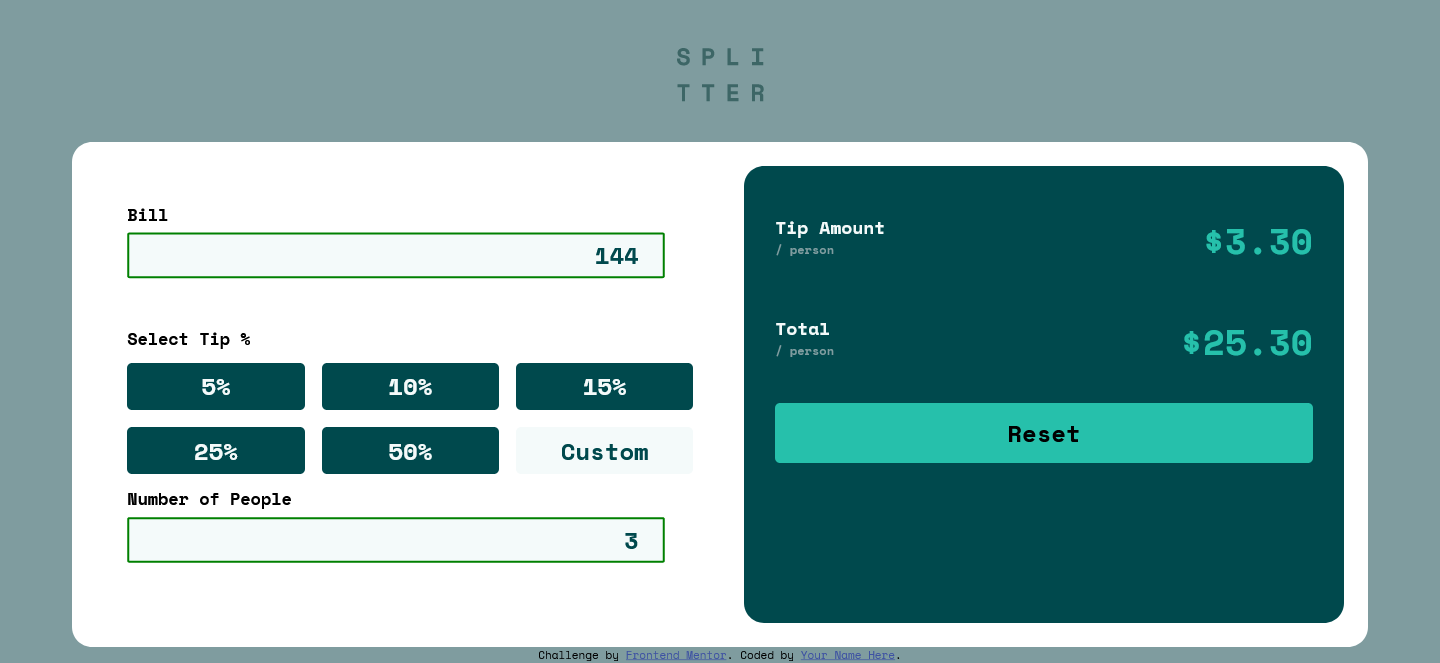 SPLI
TTER
Bill
144
Select Tip %
5% 10% 15%
25% 50% Custom
Number of People
3
Tip Amount
/ person
$3.30
Total
/ person
$25.30
Reset
Challenge by Frontend Mentor. Coded by Your Name Here.